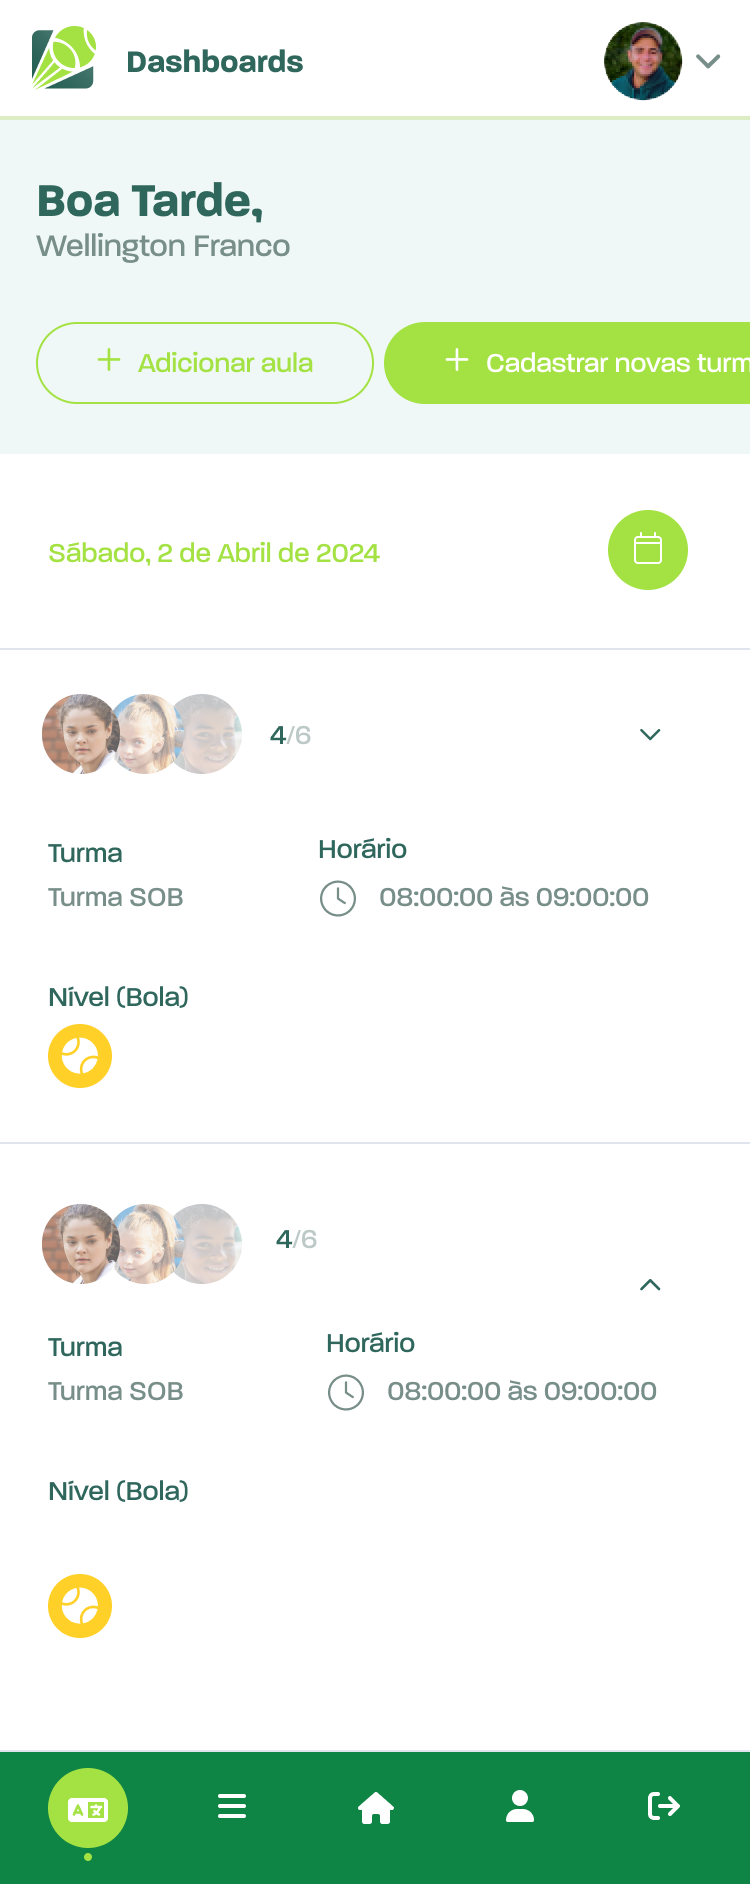 Dashboards
Boa Tarde,
Wellington Franco
Adicionar aula
Cadastrar novas turm
Sábado, 2 de Abril de 2024
4/6
Turma
Horário
Turma SOB
08:00:00 às 09:00:00
Nível (Bola)
4/6
Turma
Horário
Turma SOB
08:00:00 às 09:00:00
Nível (Bola)
A 文